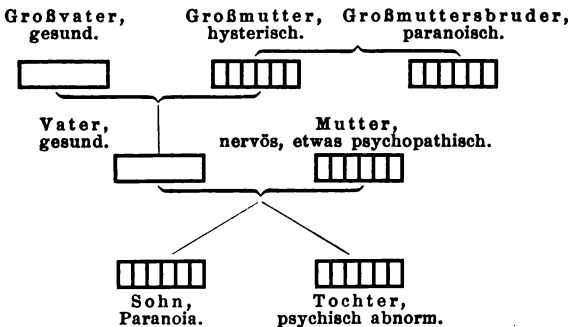 Großvater,
gesund.
Großmutter,
hysterisch.
Großmuttersbruder,
paranoisch.
Vater,
gesund.
Mutter,
nervös, etwas psychopathisch.
Sohn,
Paranoia.
Tochter,
psychisch abnorm.